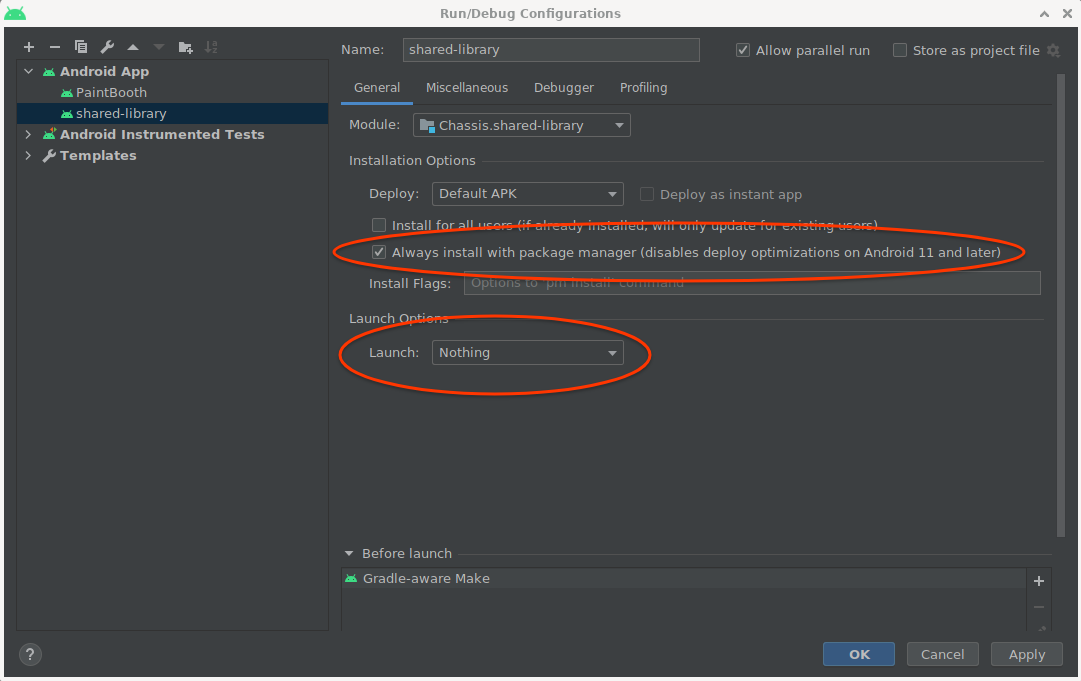 Run/Debug Configurations
Name: shared-library
Allow parallel run
Store as project file
Android App
PaintBooth
shared-library
Android Instrumented Tests
Templates
General Miscellaneous Debugger Profiling
Module: Chassis.shared-library
Installation Options
Deploy: Default APK
Deploy as instant app
Install for all users (if already installed, will only update for existing users)
Always install with package manager (disables deploy optimizations on Android 11 and later)
Install Flags: Options to 'pm install' command
Launch Options
Launch: Nothing
Before launch
Gradle-aware Make
?
OK Cancel Apply